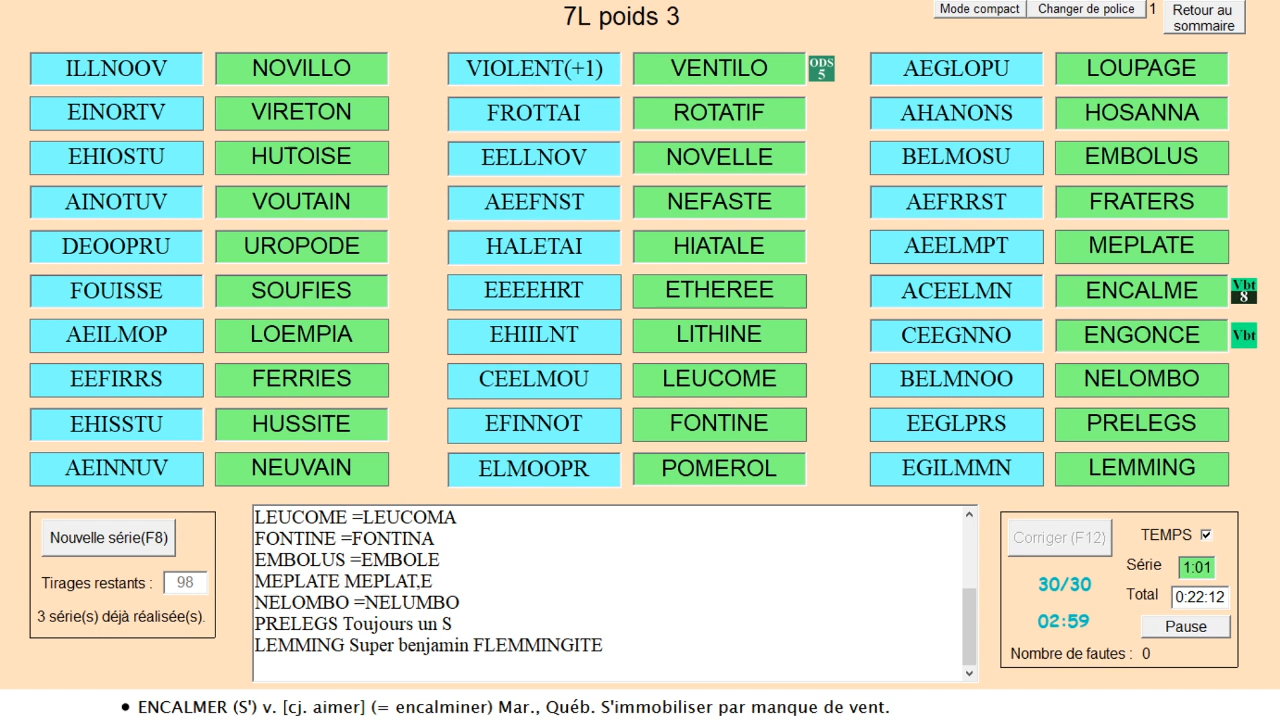 7L poids 3
Mode compact Changer de police 1 Retour au
sommaire
ILLNOOV NOVILLO VIOLENT(+1) VENTILO ODS 5 AEGLOPU LOUPAGE
EINORTV VIRETON FROTTAI ROTATIF AHANONS HOSANNA
EHIOSTU HUTOISE EELLNOV NOVELLE BELMOSU EMBOLUS
AINOTUV VOUTAIN AEEFNST NEFASTE AEFRRST FRATERS
DEOOPRU UROPODE HALETAI HIATALE AEELMPT MEPLATE
FOUISSE SOUFIES EEEEHRT ETHEREE ACEELMN ENCALME Vbt 8
AEILMOP LOEMPIA EHIILNT LITHINE CEEGNNO ENGONCE Vbt
EEFIRRS FERRIES CEELMOU LEUCOME BELMNOO NELOMBO
EHISSTU HUSSITE EFINNOT FONTINE EEGLPRS PRELEGS
AEINNUV NEUVAIN ELMOOPR POMEROL EGILMMN LEMMING
Nouvelle série(F8)
Tirages restants : 98
3 série(s) déjà réalisée(s).
LEUCOME =LEUCOMA
FONTINE =FONTINA
EMBOLUS =EMBOLE
MEPLATE MEPLAT,E
NELOMBO =NELUMBO
PRELEGS Toujours un S
LEMMING Super benjamin FLEMMINGITE
Corriger (F12) TEMPS
Série 1:01
30/30
Total 0:22:12
02:59
Pause
Nombre de fautes : 0
• ENCALMER (S') v. [cj. aimer] (= encalminer) Mar., Québ. S'immobiliser par manque de vent.